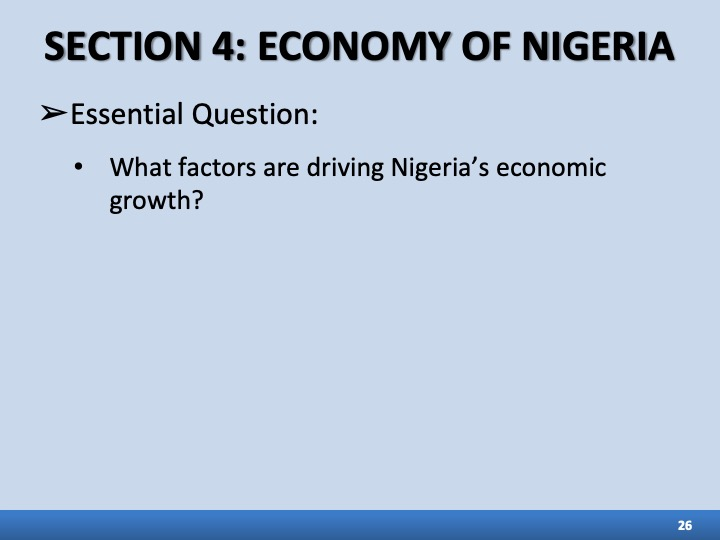 SECTION 4: ECONOMY OF NIGERIA
➢Essential Question:
• What factors are driving Nigeria’s economic
growth?
26